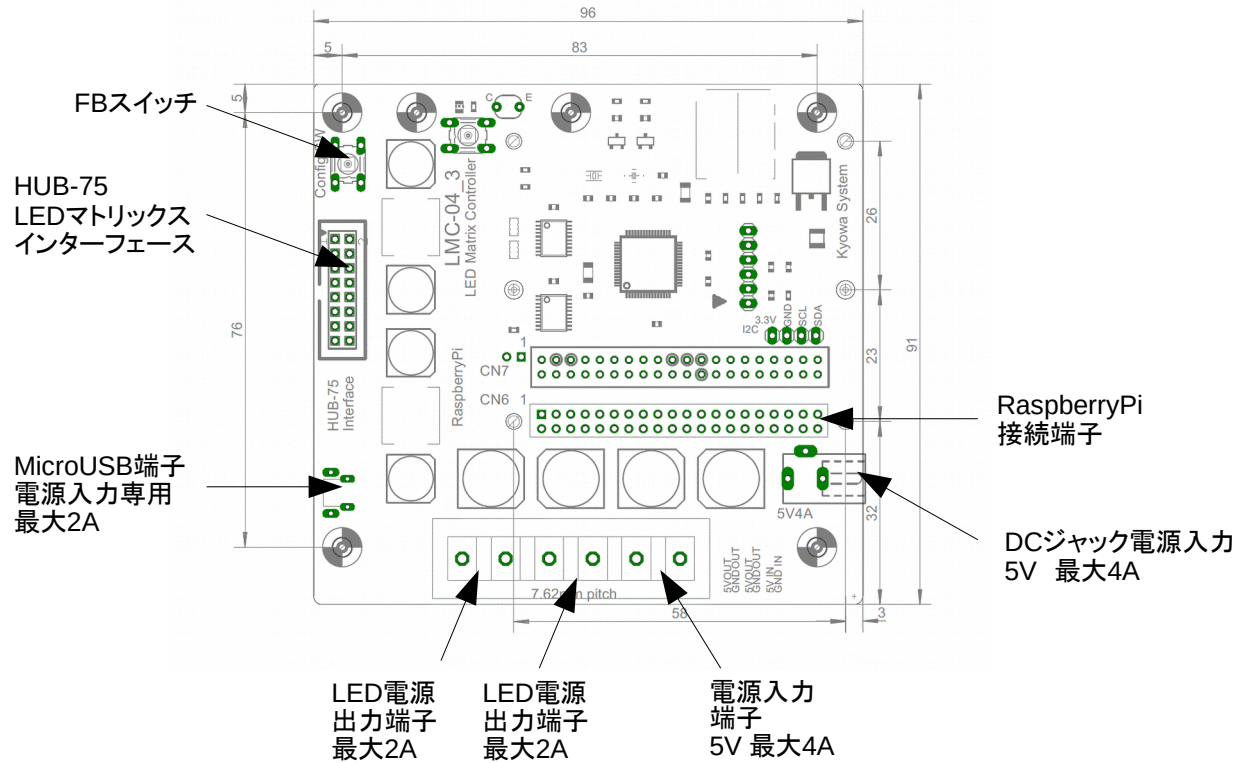 96
5
83
FBスイッチ
5
C
E
Config SW
HUB-75
LEDマトリックス
インターフェース
LMC-04_3
LED Matrix Controller
Kyowa System
26
1
2
76
3.3V
GND
SCL
SDA
I2C
91
23
1
CN7
RaspberryPi
CN6
1
HUB-75
Interface
RaspberryPi
接続端子
MicroUSB端子
電源入力専用
最大2A
5V4A
32
DCジャック電源入力
5V 最大4A
5VOUT
GNDOUT
5VOUT
GNDOUT
5V IN
GND IN
7.62mm pitch
58
3
LED電源
出力端子
最大2A
LED電源
出力端子
最大2A
電源入力
端子
5V 最大4A